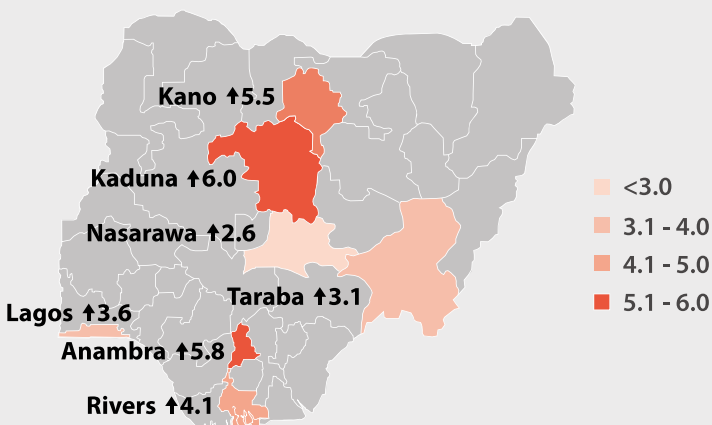 Kano ↑5.5
Kaduna ↑6.0
Nasarawa ↑2.6
Taraba ↑3.1
Lagos ↑3.6
Anambra ↑5.8
Rivers ↑4.1
<3.0
3.1 - 4.0
4.1 - 5.0
5.1 - 6.0